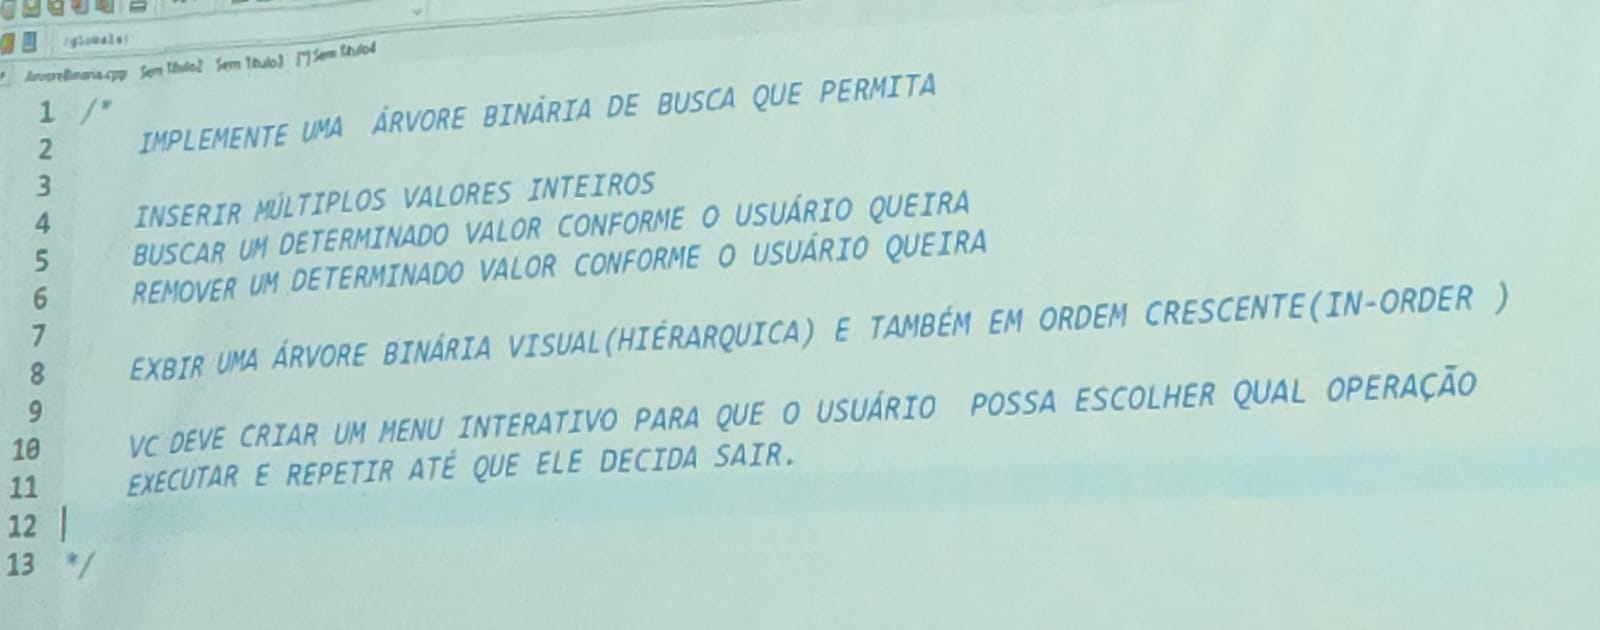 (globals)
ArvoreBinaria.cpp Sem Título2 Sem Título3 [*] Sem Título4
1 /*
2 IMPLEMENTE UMA ÁRVORE BINÁRIA DE BUSCA QUE PERMITA
3
4 INSERIR MÚLTIPLOS VALORES INTEIROS
5 BUSCAR UM DETERMINADO VALOR CONFORME O USUÁRIO QUEIRA
6 REMOVER UM DETERMINADO VALOR CONFORME O USUÁRIO QUEIRA
7
8 EXBIR UMA ÁRVORE BINÁRIA VISUAL(HIÉRARQUICA) E TAMBÉM EM ORDEM CRESCENTE(IN-ORDER )
9
10 VC DEVE CRIAR UM MENU INTERATIVO PARA QUE O USUÁRIO POSSA ESCOLHER QUAL OPERAÇÃO
11 EXECUTAR E REPETIR ATÉ QUE ELE DECIDA SAIR.
12
13 */